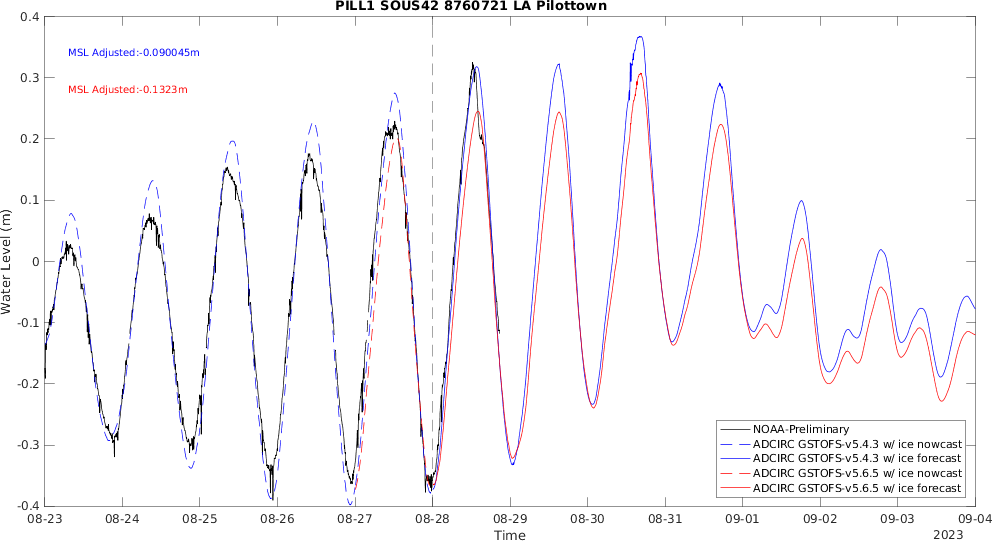 PILL1 SOUS42 8760721 LA Pilottown
MSL Adjusted:-0.090045m
MSL Adjusted:-0.1323m
Water Level (m)
0.4
0.3
0.2
0.1
0
-0.1
-0.2
-0.3
-0.4
NOAA-Preliminary
ADCIRC GSTOFS-v5.4.3 w/ ice nowcast
ADCIRC GSTOFS-v5.4.3 w/ ice forecast
ADCIRC GSTOFS-v5.6.5 w/ ice nowcast
ADCIRC GSTOFS-v5.6.5 w/ ice forecast
08-23 08-24 08-25 08-26 08-27 08-28 08-29 08-30 08-31 09-01 09-02 09-03 09-04
Time
2023